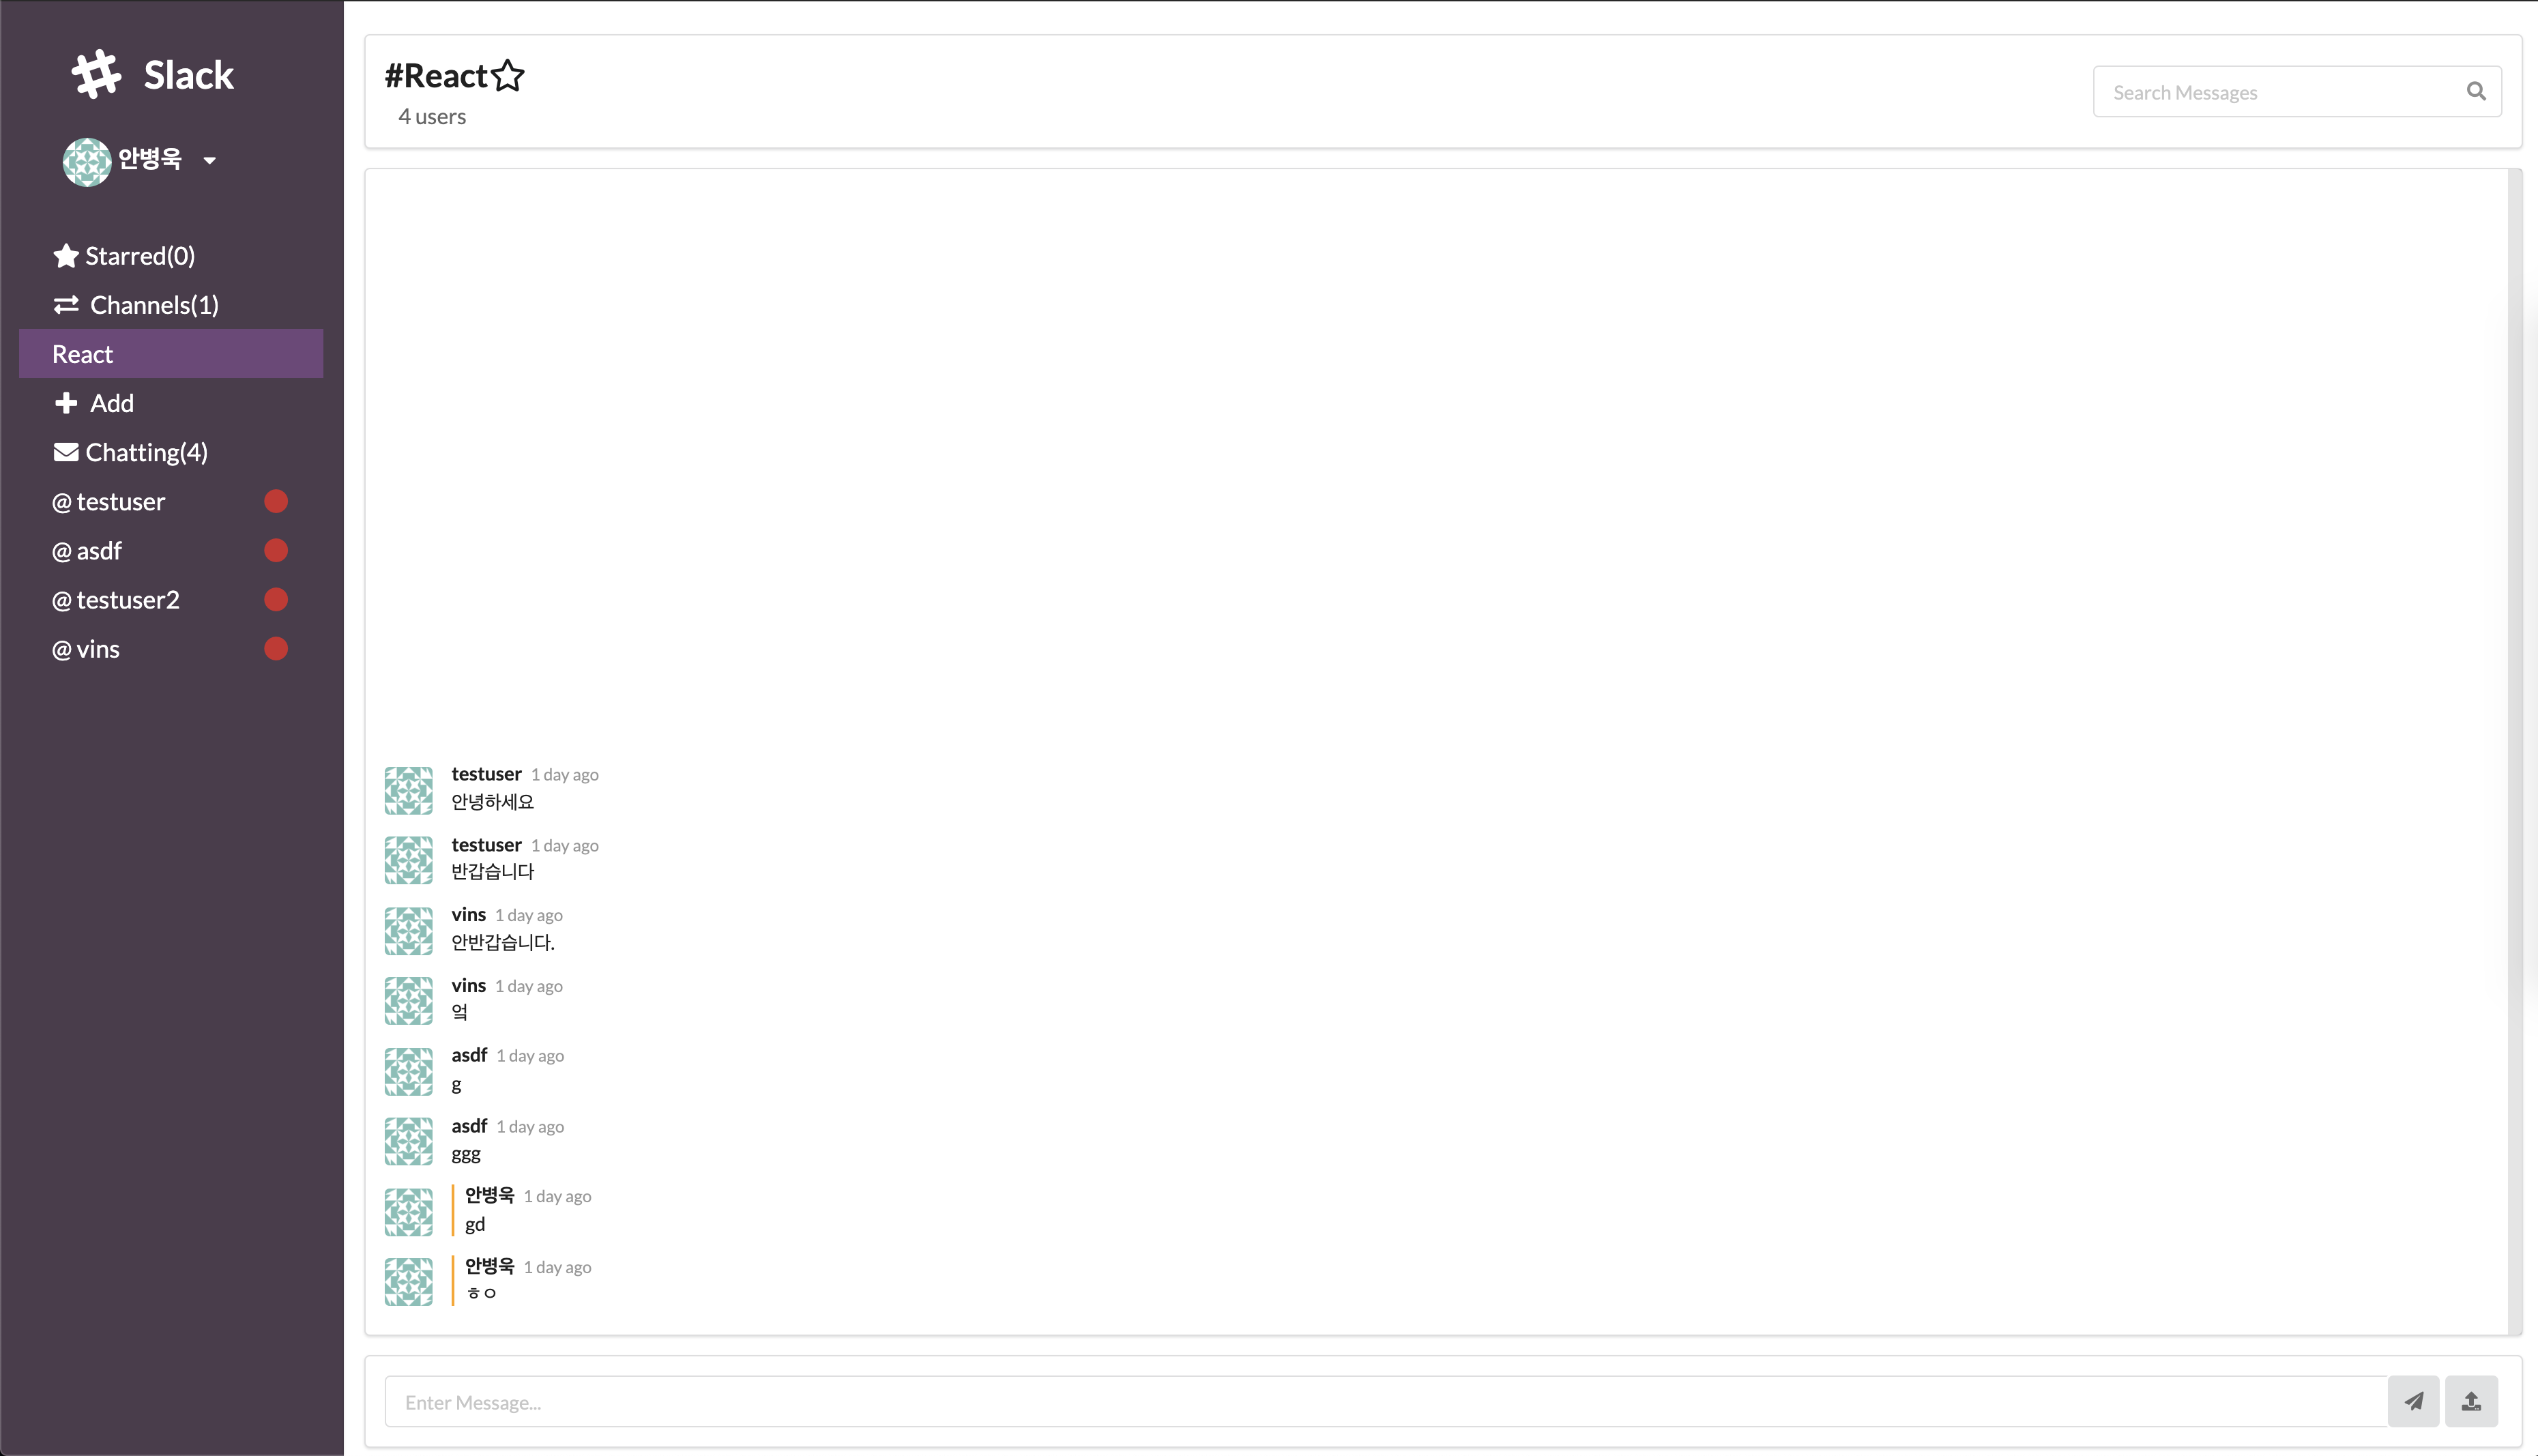 Slack
안병욱
Starred(0)
Channels(1)
React
Add
Chatting(4)
@ testuser
@ asdf
@ testuser2
@ vins
#React
4 users
Search Messages
testuser 1 day ago
안녕하세요
testuser 1 day ago
반갑습니다
vins 1 day ago
안반갑습니다.
vins 1 day ago
asdf 1 day ago
g
asdf 1 day ago
ggg
안병욱 1 day ago
gd
안병욱 1 day ago
ㅎㅇ
Enter Message...